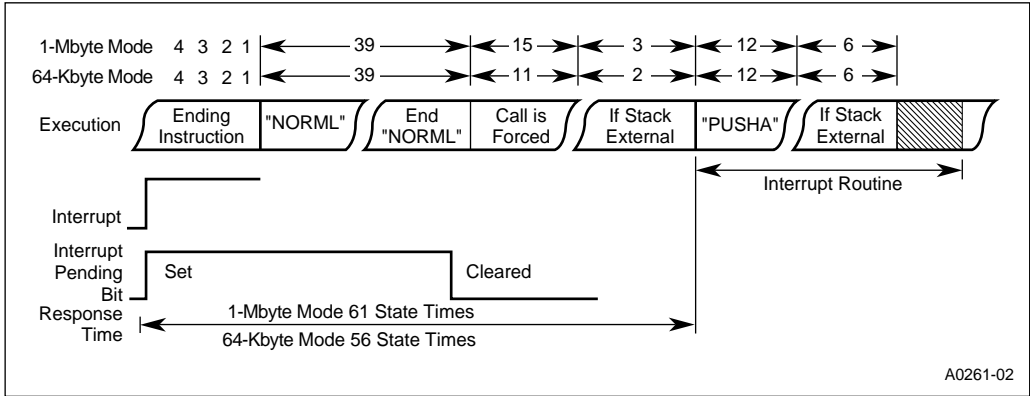 1-Mbyte Mode 4 3 2 1 39 15 3 12 6
64-Kbyte Mode 4 3 2 1 39 11 2 12 6
Execution
Ending Instruction
"NORML"
End "NORML"
Call is Forced
If Stack External
"PUSHA"
If Stack External
Interrupt Routine
Interrupt
Interrupt Pending Bit
Set
Cleared
Response Time
1-Mbyte Mode 61 State Times
64-Kbyte Mode 56 State Times
A0261-02